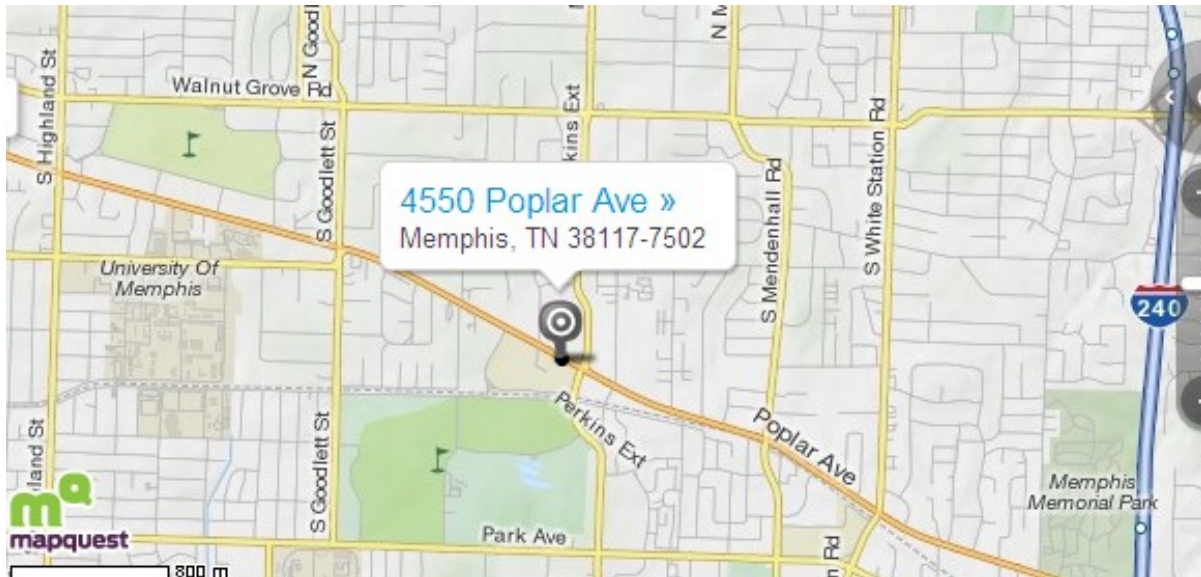 S Highland St
N Goodl
Walnut Grove Rd
N M
kins Ext
S Goodlett St
S White Station Rd
S Mendenhall Rd
4550 Poplar Ave »
Memphis, TN 38117-7502
University Of
Memphis
240
Perkins Ext
Poplar Ave
S Goodlett St
land St
Memphis
Memorial Park
Park Ave
n Rd
mq
mapquest
800 m